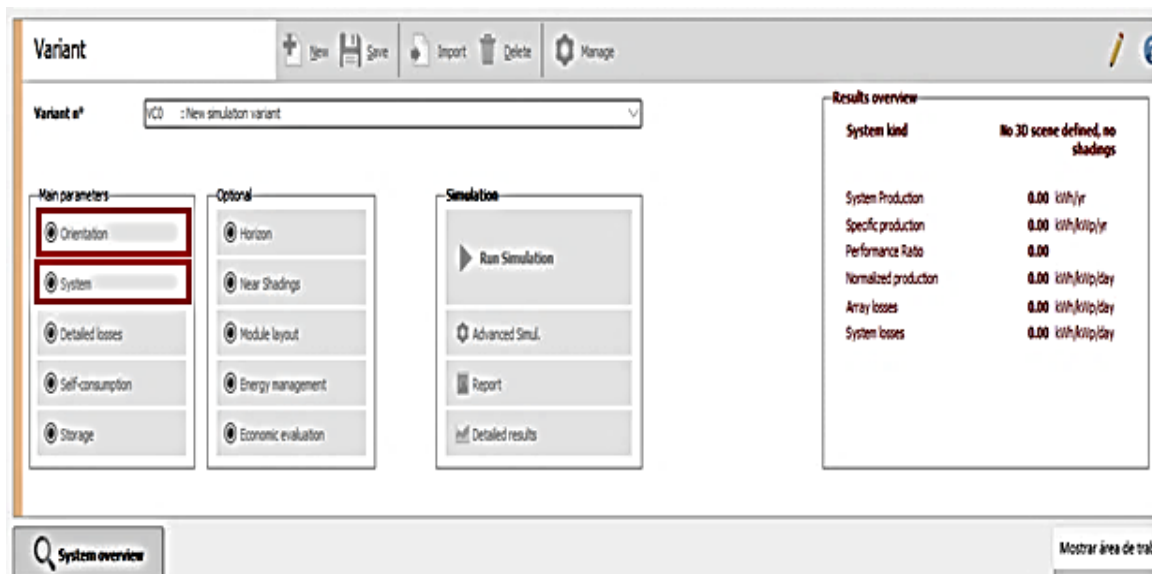 Variant
New
Save
Import
Delete
Manage
Variant n°
VC0 : New simulation variant
Results overview
System kind
No 3D scene defined, no
shadings
Main parameters
Optional
Simulation
System Production 0.00 kWh/yr
Orientation
Horizon
Run Simulation
Specific production 0.00 kWh/kWp/yr
Performance Ratio 0.00
System
Near Shadings
Normalized production 0.00 kWh/kWp/day
Array losses 0.00 kWh/kWp/day
Detailed losses
Module layout
Advanced Simul.
System losses 0.00 kWh/kWp/day
Self-consumption
Energy management
Report
Storage
Economic evaluation
Detailed results
System overview
Mostrar área de trab